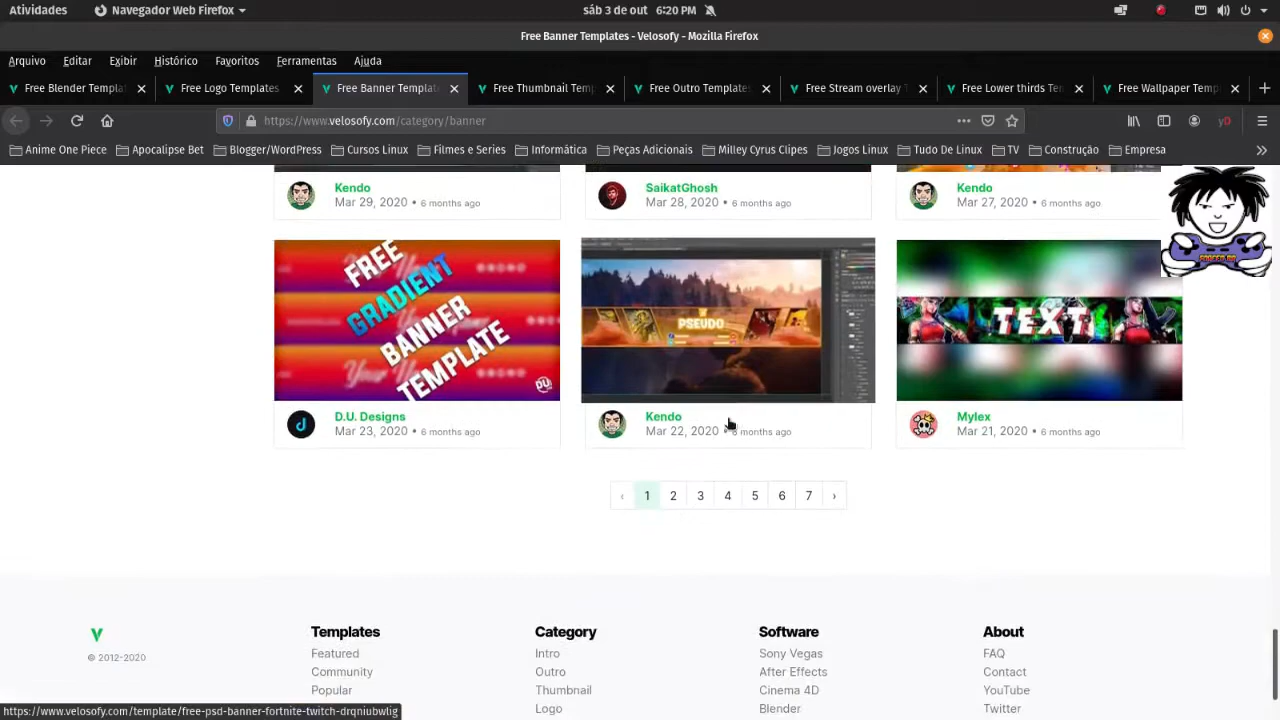 Atividades
Navegador Web Firefox
sáb 3 de out 6:20 PM
Free Banner Templates - Velosofy - Mozilla Firefox
Arquivo Editar Exibir Histórico Favoritos Ferramentas Ajuda
Free Blender Templa
Free Logo Templates
Free Banner Template
Free Thumbnail Temp
Free Outro Templates
Free Stream overlay T
Free Lower thirds Te
Free Wallpaper Temp
https://www.velosofy.com/category/banner
Anime One Piece Apocalipse Bet Blogger/WordPress Cursos Linux Filmes e Series Informática Peças Adicionais Milley Cyrus Clipes Jogos Linux Tudo De Linux TV Construção Empresa
Kendo
Mar 29, 2020 • 6 months ago
SaikatGhosh
Mar 28, 2020 • 6 months ago
Kendo
Mar 27, 2020 • 6 months ago
FREE
GRADIENT
BANNER
TEMPLATE
DU
PSEUDO
TEXT
D.U. Designs
Mar 23, 2020 • 6 months ago
Kendo
Mar 22, 2020 • 6 months ago
Mylex
Mar 21, 2020 • 6 months ago
‹ 1 2 3 4 5 6 7 ›
© 2012-2020
Templates
Featured
Community
Popular
Category
Intro
Outro
Thumbnail
Logo
Software
Sony Vegas
After Effects
Cinema 4D
Blender
About
FAQ
Contact
YouTube
Twitter
https://www.velosofy.com/template/free-psd-banner-fortnite-twitch-drqniubwlig